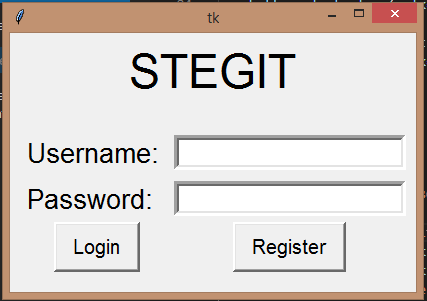 tk
STEGIT
Username:
Password:
Login Register